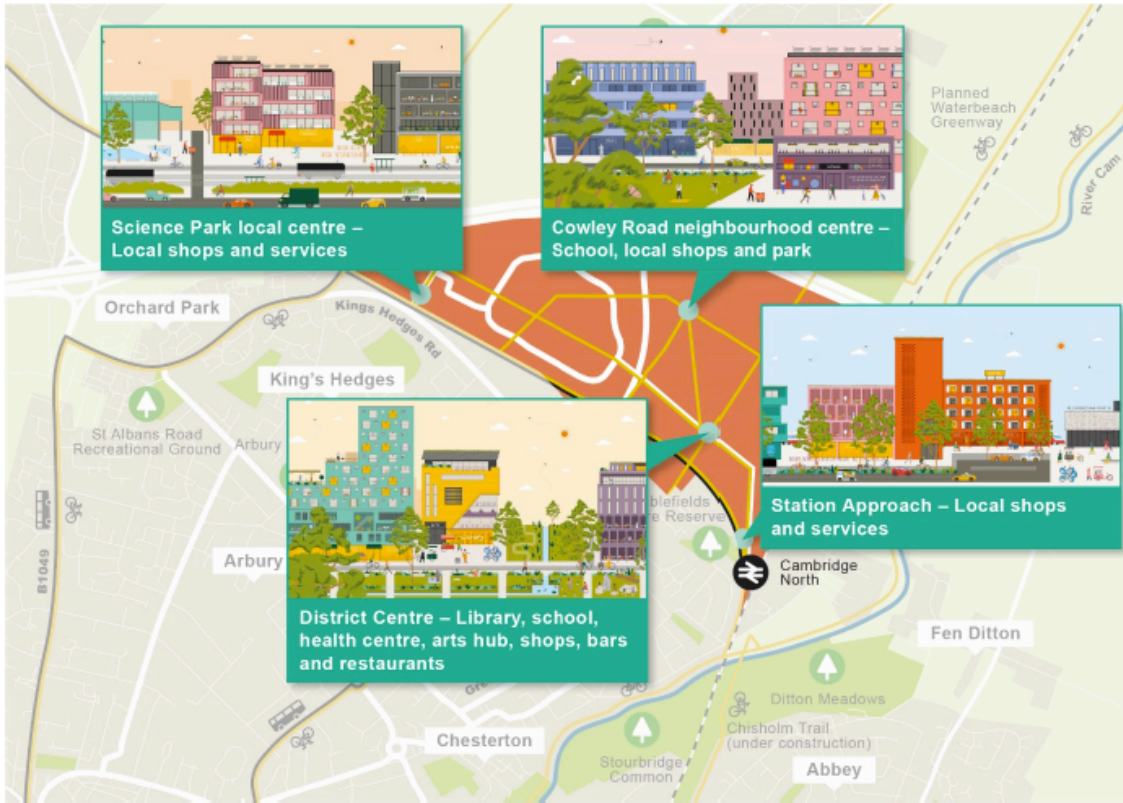 Science Park local centre –
Local shops and services
Cowley Road neighbourhood centre –
School, local shops and park
Planned
Waterbeach
Greenway
River Cam
Orchard Park
Kings Hedges Rd
King's Hedges
St Albans Road
Recreational Ground
Arbury
B1049
Arbury
District Centre – Library, school,
health centre, arts hub, shops, bars
and restaurants
Reserve
Station Approach – Local shops
and services
Cambridge
North
Fen Ditton
Ditton Meadows
Chisholm Trail
(under construction)
Chesterton
Stourbridge
Common
Abbey